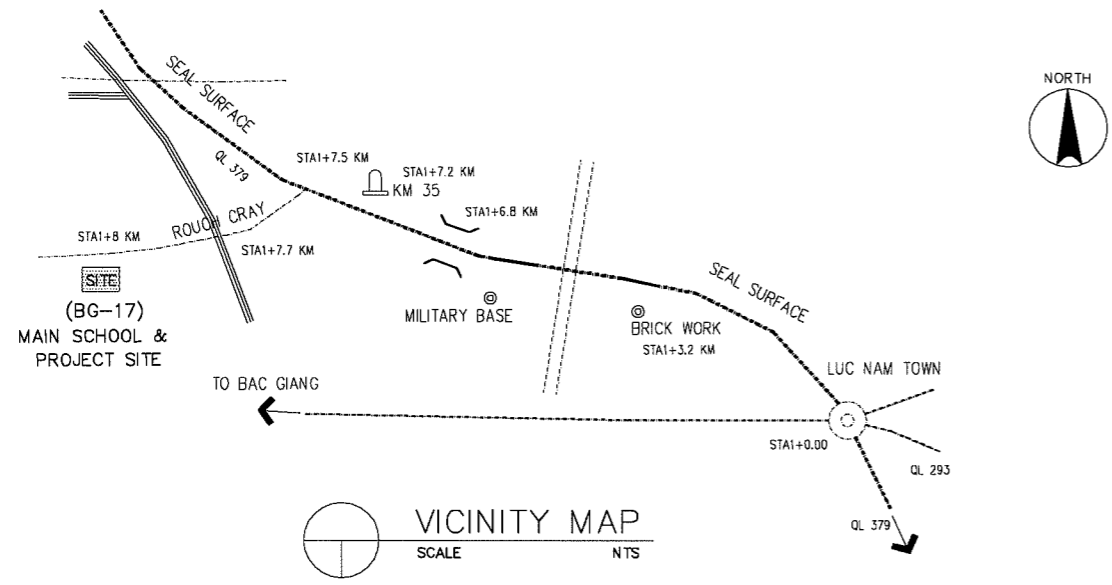 NORTH
SEAL SURFACE
QL 379
STA1+7.5 KM
STA1+7.2 KM
KM 35
STA1+6.8 KM
ROUGH CRAY
STA1+8 KM
STA1+7.7 KM
SITE
(BG-17)
MAIN SCHOOL &
PROJECT SITE
MILITARY BASE
SEAL SURFACE
BRICK WORK
STA1+3.2 KM
LUC NAM TOWN
TO BAC GIANG
STA1+0.00
QL 293
QL 379
VICINITY MAP
SCALE NTS